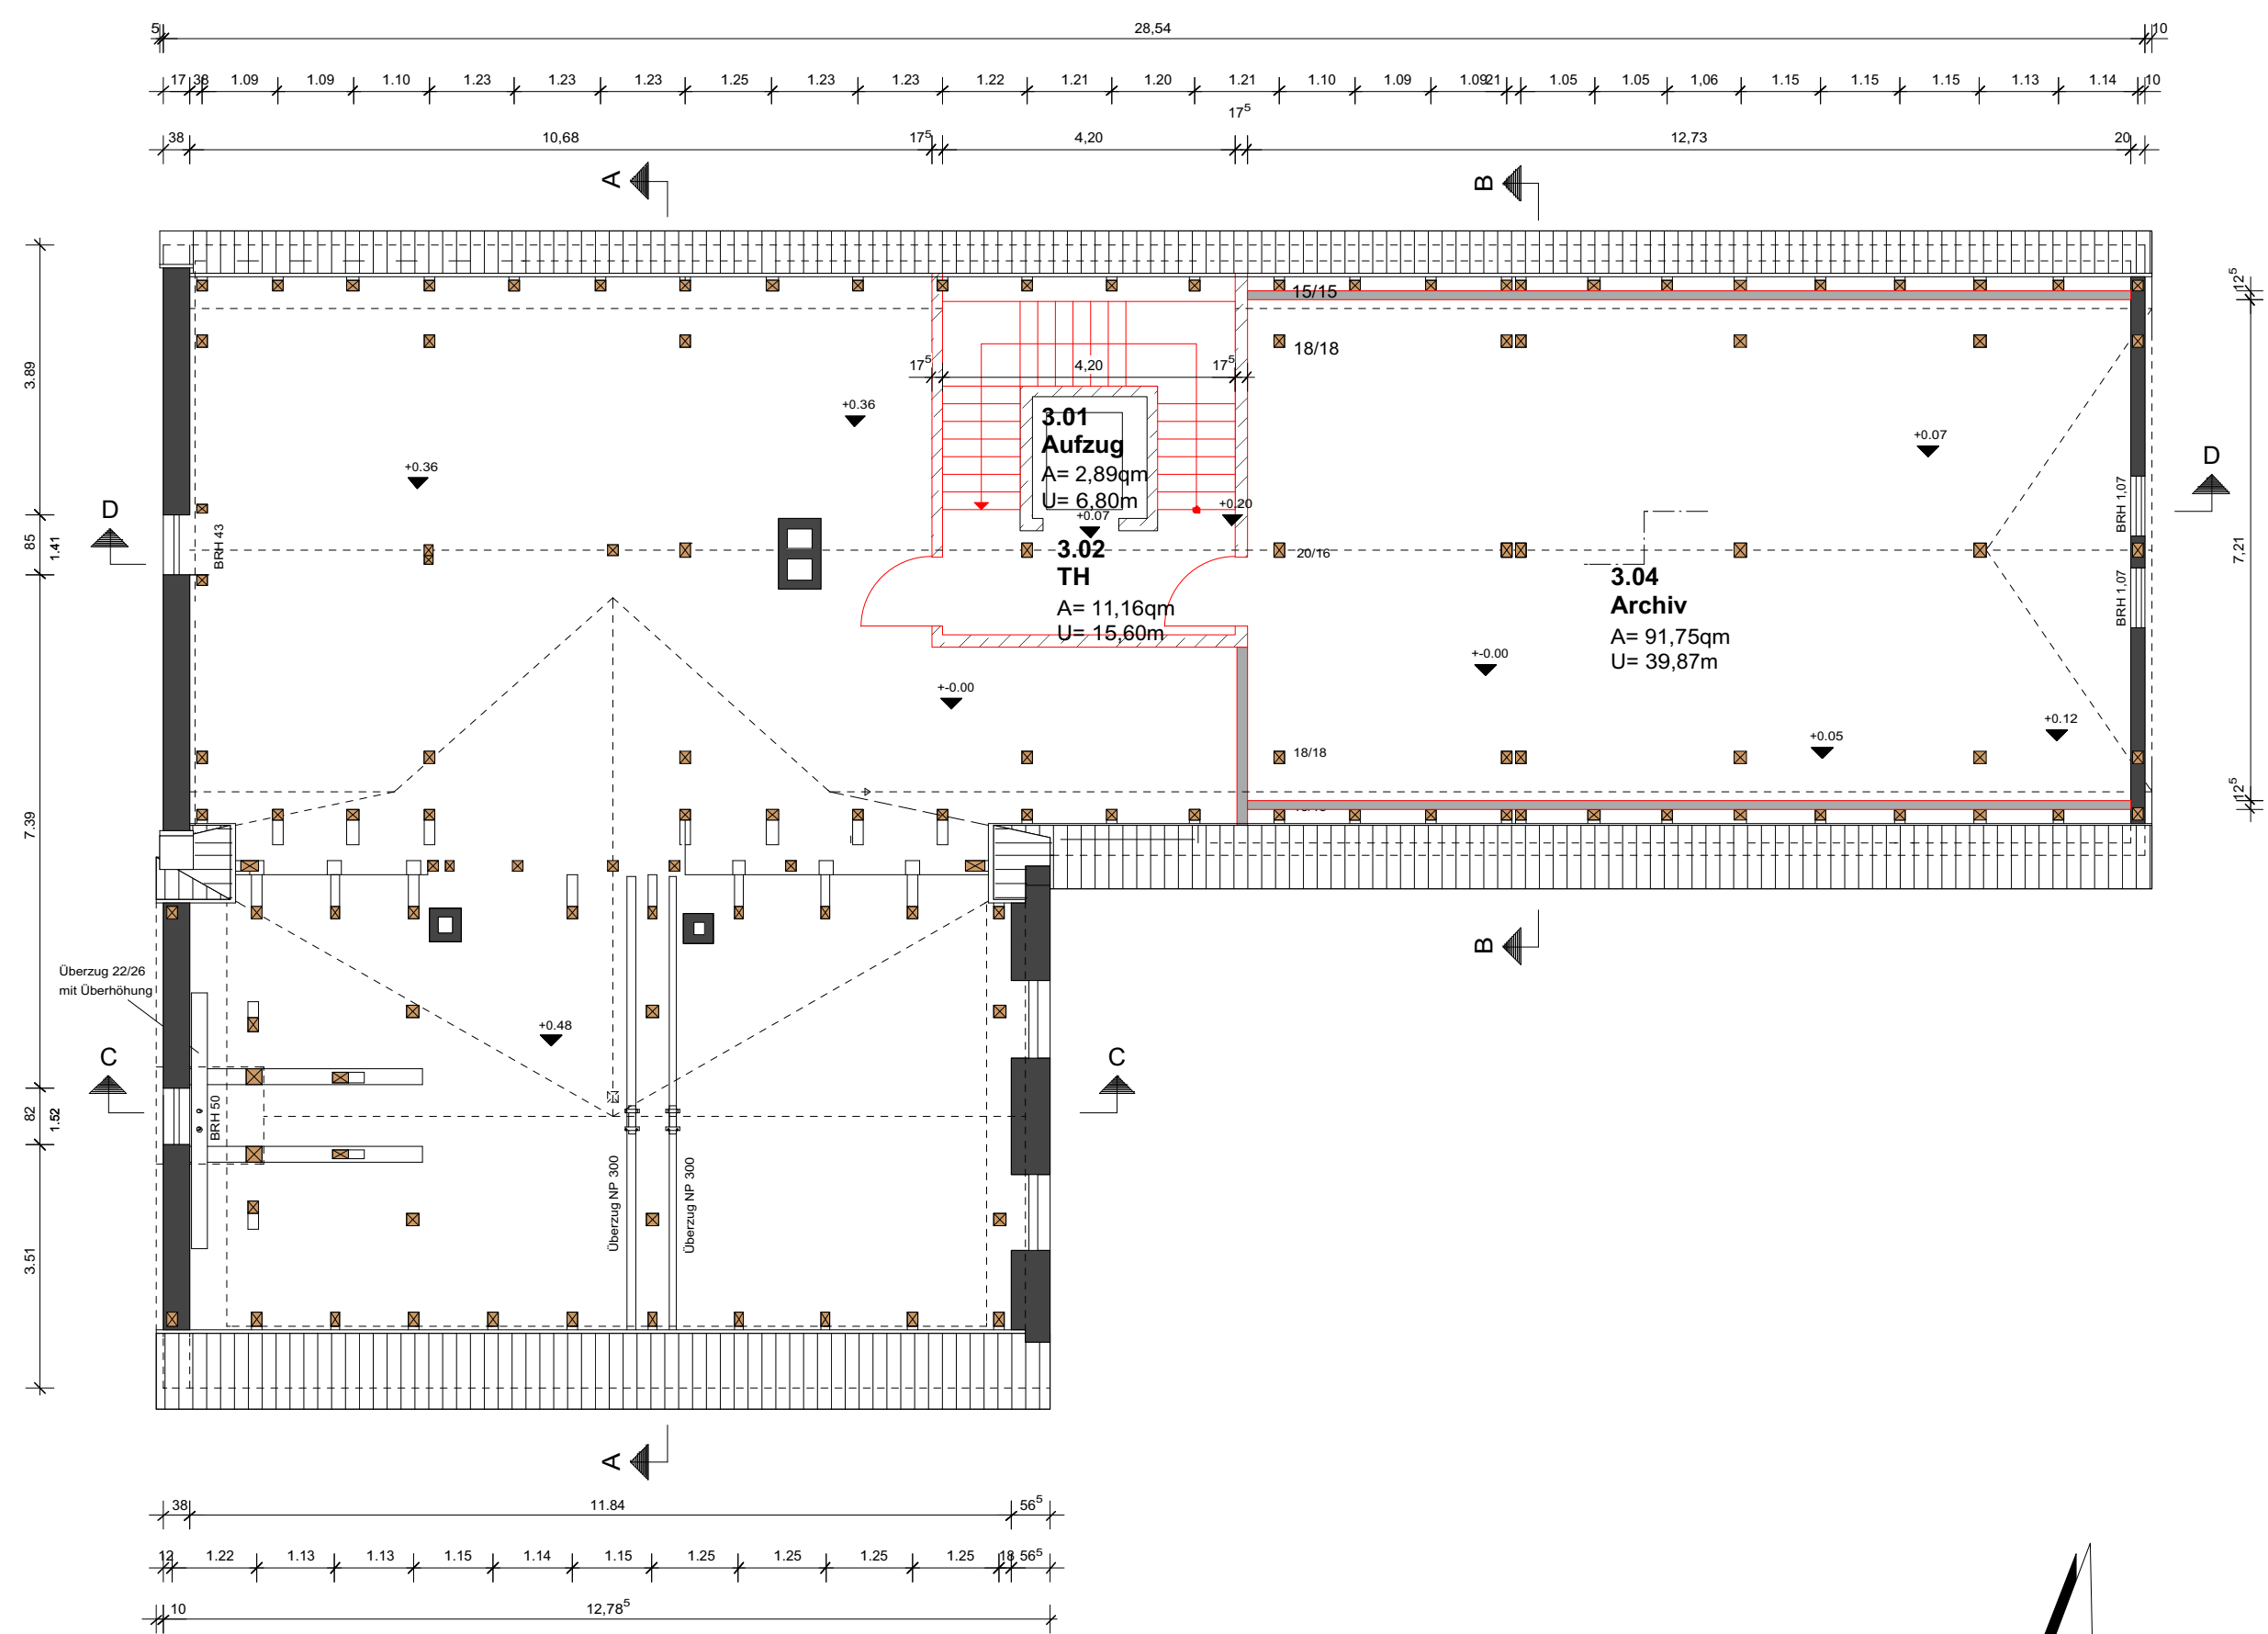 5 28,54 10
17 38 1.09 1.09 1.10 1.23 1.23 1.23 1.25 1.23 1.23 1.22 1.21 1.20 1.21 1.10 1.09 1.09 21 1.05 1.05 1,06 1.15 1.15 1.15 1.13 1.14 10
17⁵
38 10,68 17⁵ 4,20 12,73 20
A B
15/15
12⁵
18/18
17⁵ 4,20 17⁵
3.89
+0.36
3.01
Aufzug
A= 2,89qm
U= 6,80m
+0.36
+0.07
D
D
+0.20
+0.07
BRH 1,07
BRH 43
85
1.41
3.02
TH
A= 11,16qm
U= 15,60m
20/16
7,21
3.04
Archiv
A= 91,75qm
U= 39,87m
BRH 1,07
+-0.00
+-0.00
+0.12
+0.05
18/18
12⁵
7.39
B
Überzug 22/26
mit Überhöhung
+0.48
C
C
82
1.52
BRH 50
Überzug NP 300
Überzug NP 300
3.51
A
38 11.84 56⁵
12 1.22 1.13 1.13 1.15 1.14 1.15 1.25 1.25 1.25 1.25 18 56⁵
10 12,78⁵